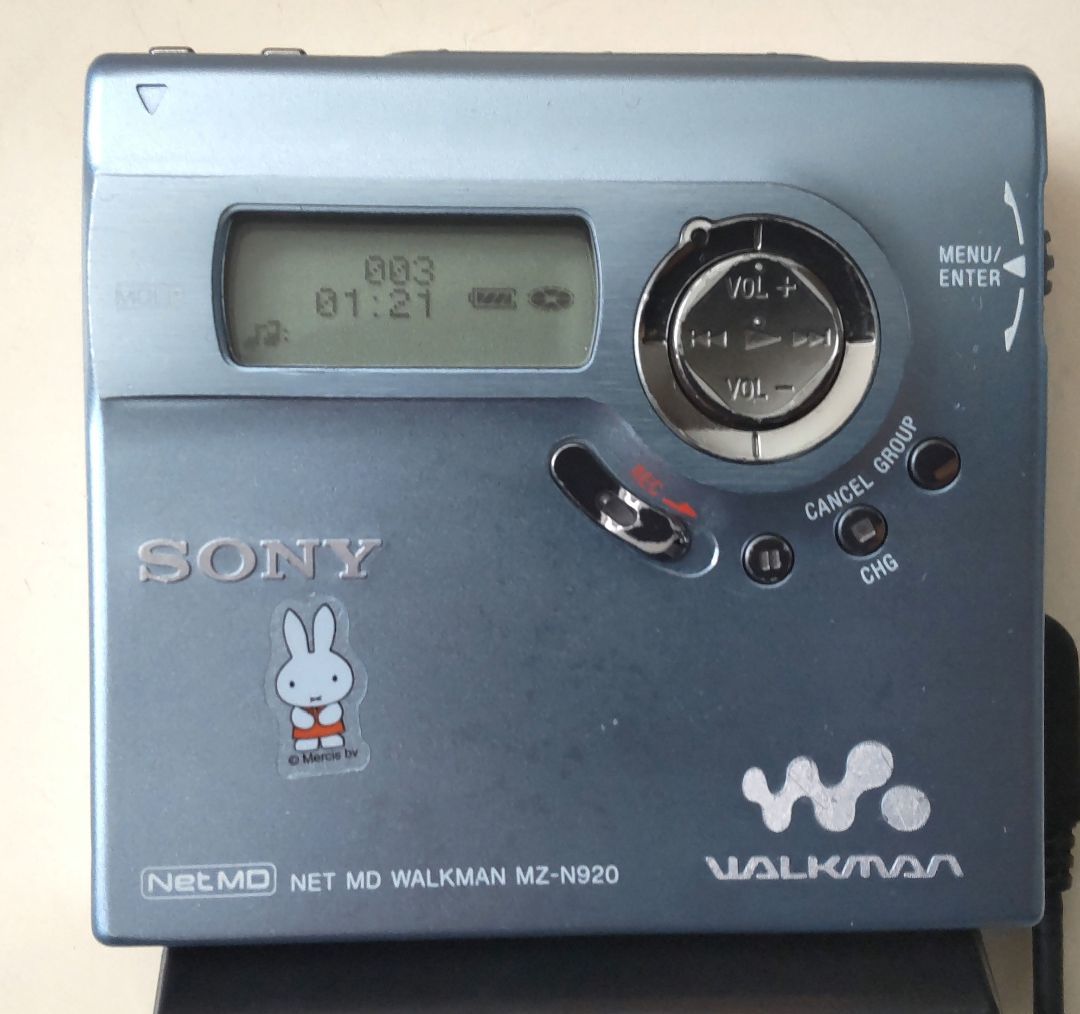 003
01:21
VOL +
VOL −
MENU/
ENTER
REC
GROUP
CANCEL
CHG
SONY
© Mercis bv
WALKMAN
NetMD NET MD WALKMAN MZ-N920